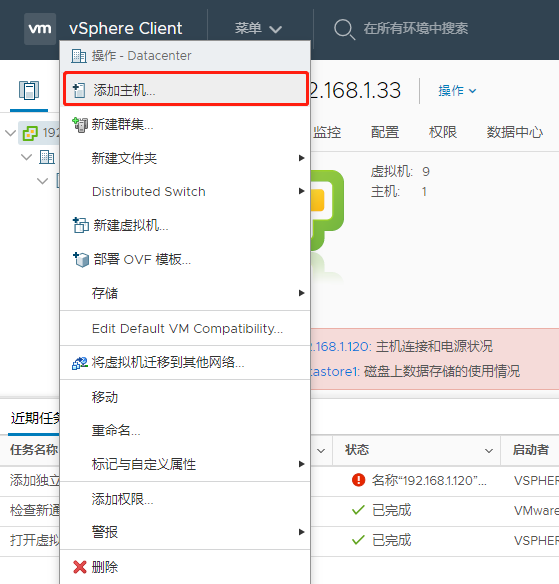 vm vSphere Client 菜单 在所有环境中搜索
操作 - Datacenter
添加主机...
2.168.1.33 操作
新建群集...
监控 配置 权限 数据中心
192
新建文件夹
虚拟机: 9
Distributed Switch
主机: 1
新建虚拟机...
部署 OVF 模板...
存储
Edit Default VM Compatibility...
.168.1.120: 主机连接和电源状况
将虚拟机迁移到其他网络...
tastore1: 磁盘上数据存储的使用情况
移动
近期任
重命名...
任务名称 状态 启动者
标记与自定义属性
添加独立 名称“192.168.1.120”... VSPHER
添加权限...
检查新通 已完成 VMware
警报
打开虚拟 已完成 VSPHER
删除